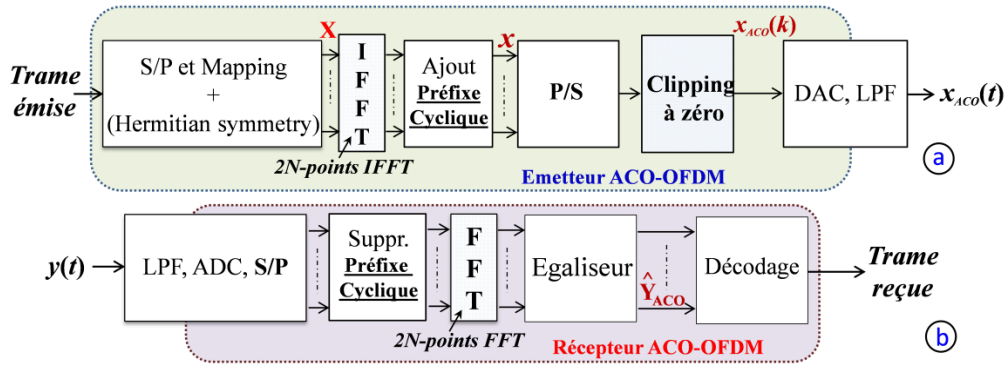 Trame émise
S/P et Mapping
+
(Hermitian symmetry)
X
I
F
F
T
2N-points IFFT
Ajout
Préfixe
Cyclique
x
P/S
Clipping
à zéro
x_ACO(k)
DAC, LPF
x_ACO(t)
Emetteur ACO-OFDM
a
y(t)
LPF, ADC, S/P
Suppr.
Préfixe
Cyclique
F
F
T
2N-points FFT
Egaliseur
Ŷ_ACO
Décodage
Trame
reçue
Récepteur ACO-OFDM
b